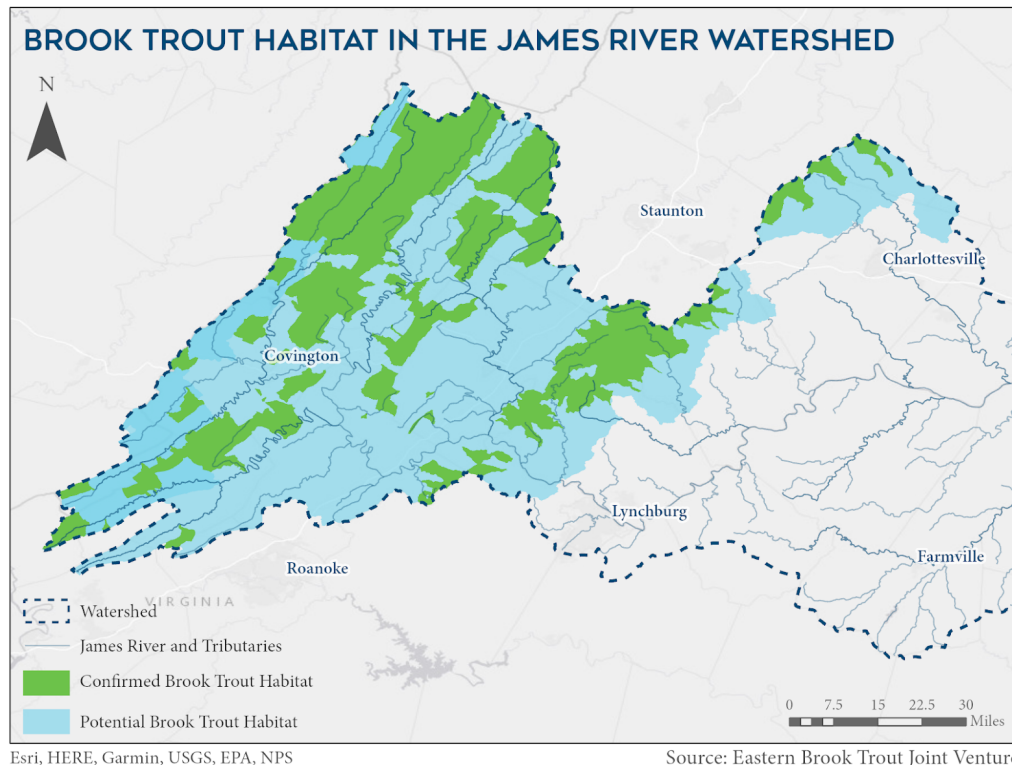 BROOK TROUT HABITAT IN THE JAMES RIVER WATERSHED
N
Staunton
Charlottesville
Covington
Lynchburg
Farmville
Roanoke
VIRGINIA
Watershed
James River and Tributaries
Confirmed Brook Trout Habitat
Potential Brook Trout Habitat
0 7.5 15 22.5 30
Miles
Esri, HERE, Garmin, USGS, EPA, NPS
Source: Eastern Brook Trout Joint Venture